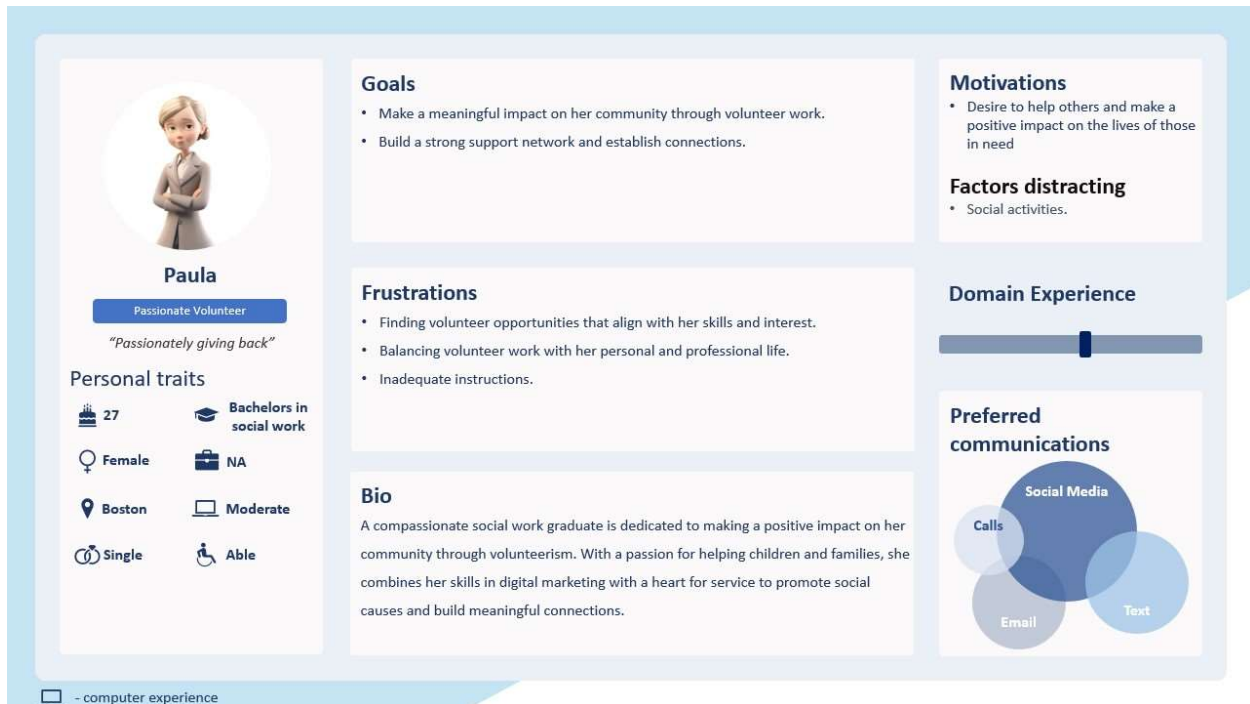 Paula
Passionate Volunteer
“Passionately giving back”
Personal traits
27
Bachelors in
social work
Female
NA
Boston
Moderate
Single
Able
Goals
• Make a meaningful impact on her community through volunteer work.
• Build a strong support network and establish connections.
Frustrations
• Finding volunteer opportunities that align with her skills and interest.
• Balancing volunteer work with her personal and professional life.
• Inadequate instructions.
Bio
A compassionate social work graduate is dedicated to making a positive impact on her
community through volunteerism. With a passion for helping children and families, she
combines her skills in digital marketing with a heart for service to promote social
causes and build meaningful connections.
Motivations
• Desire to help others and make a
positive impact on the lives of those
in need
Factors distracting
• Social activities.
Domain Experience
Preferred
communications
Social Media
Calls
Text
Email
- computer experience